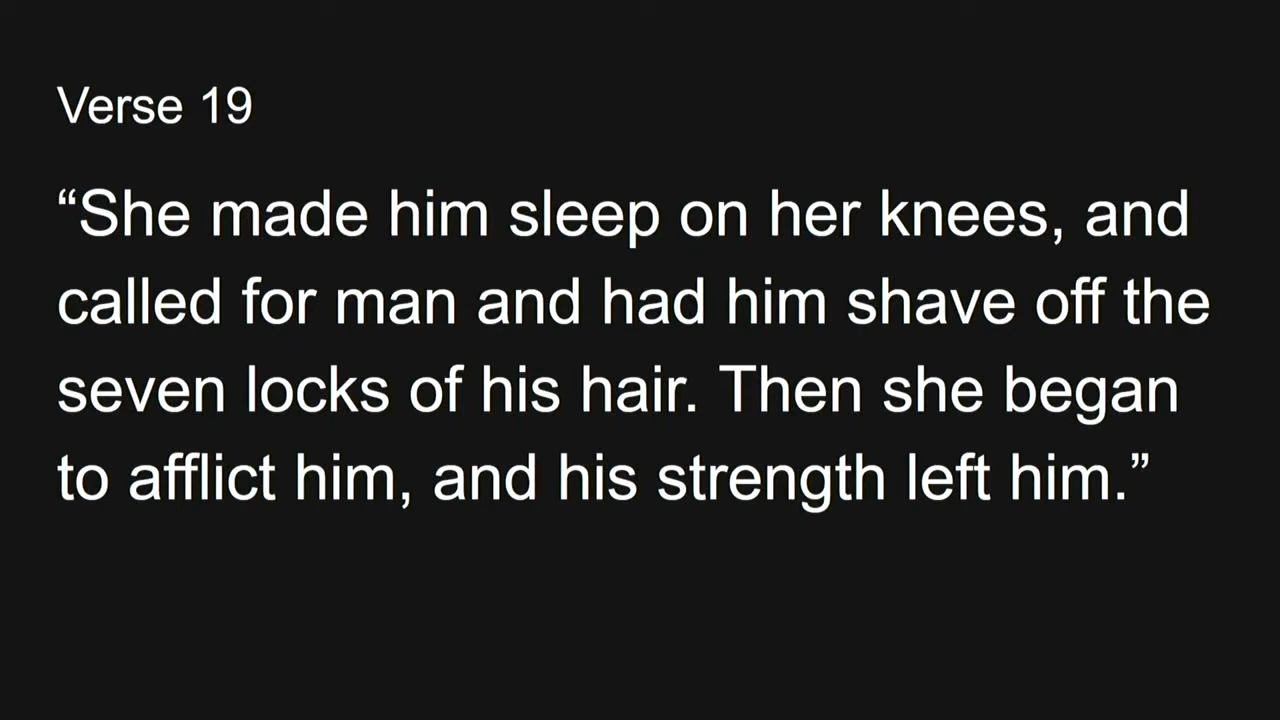 Verse 19
“She made him sleep on her knees, and
called for man and had him shave off the
seven locks of his hair. Then she began
to afflict him, and his strength left him.”